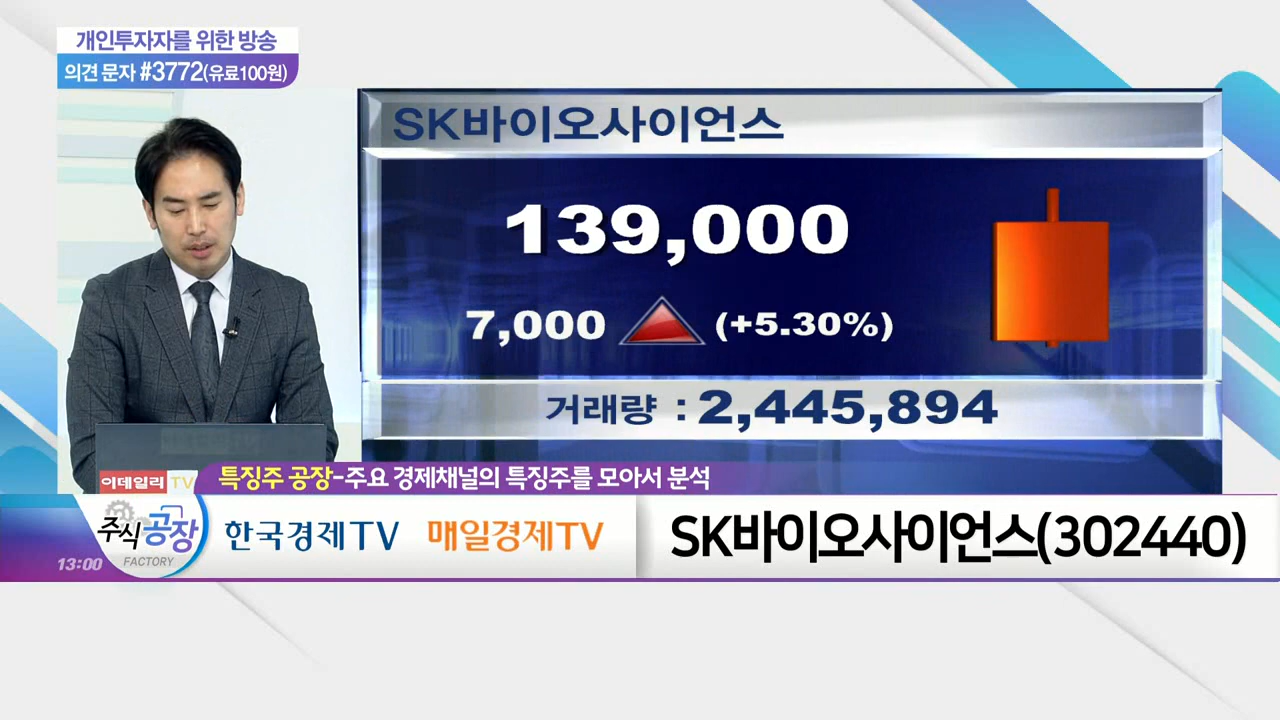 개인투자자를 위한 방송
의견 문자 #3772(유료100원)
SK바이오사이언스
139,000
7,000 ▲ (+5.30%)
거래량 : 2,445,894
이데일리 TV
특징주 공장-주요 경제채널의 특징주를 모아서 분석
주식공장
FACTORY
13:00
한국경제TV 매일경제TV
SK바이오사이언스(302440)